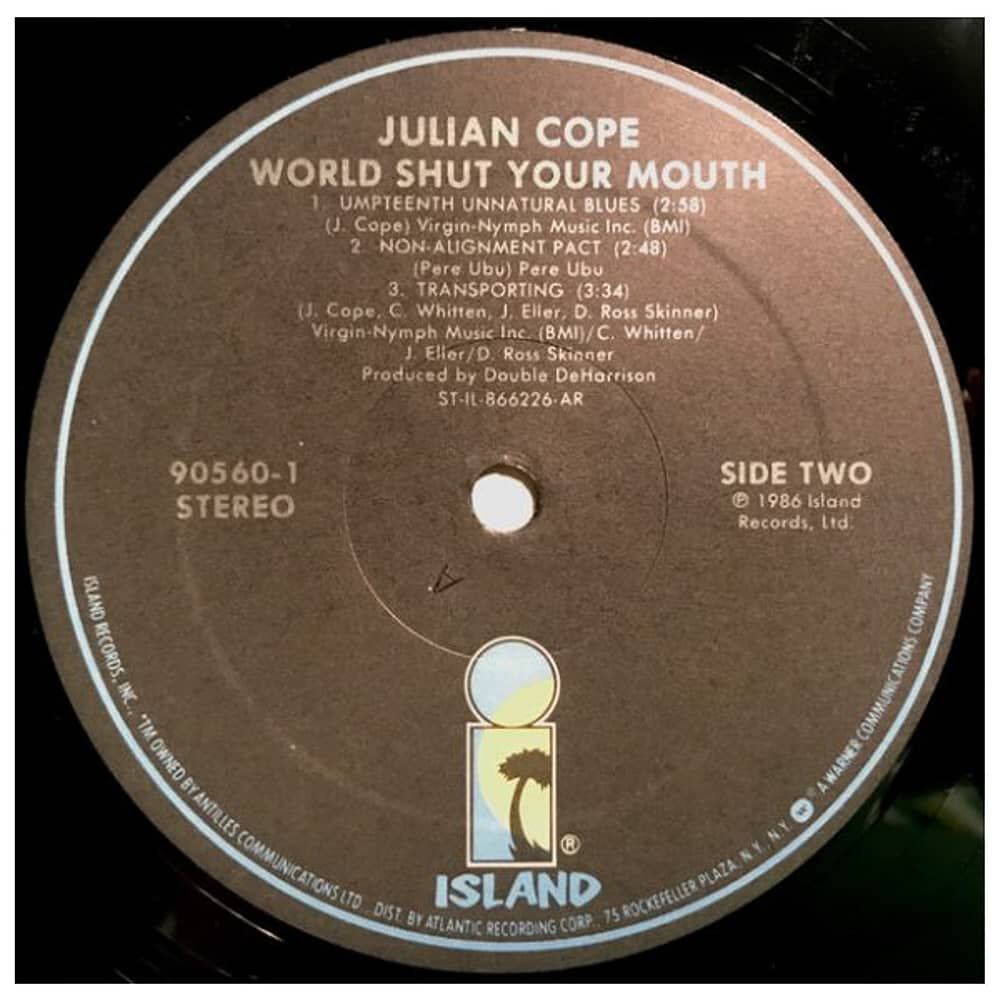 JULIAN COPE
WORLD SHUT YOUR MOUTH
1. UMPTEENTH UNNATURAL BLUES (2:58)
(J. Cope) Virgin-Nymph Music Inc. (BMI)
2. NON-ALIGNMENT PACT (2:48)
(Pere Ubu) Pere Ubu
3. TRANSPORTING (3:34)
(J. Cope, C. Whitten, J. Eller, D. Ross Skinner)
Virgin-Nymph Music Inc. (BMI)/C. Whitten/
J. Eller/D. Ross Skinner
Produced by Double DeHarrison
ST-IL-866226-AR
90560-1
STEREO
SIDE TWO
℗ 1986 Island
Records, Ltd.
A
®
ISLAND
ISLAND RECORDS, INC., *TM OWNED BY ANTILLES COMMUNICATIONS LTD. DIST. BY ATLANTIC RECORDING CORP., 75 ROCKEFELLER PLAZA, N.Y., N.Y. W ® A WARNER COMMUNICATIONS COMPANY